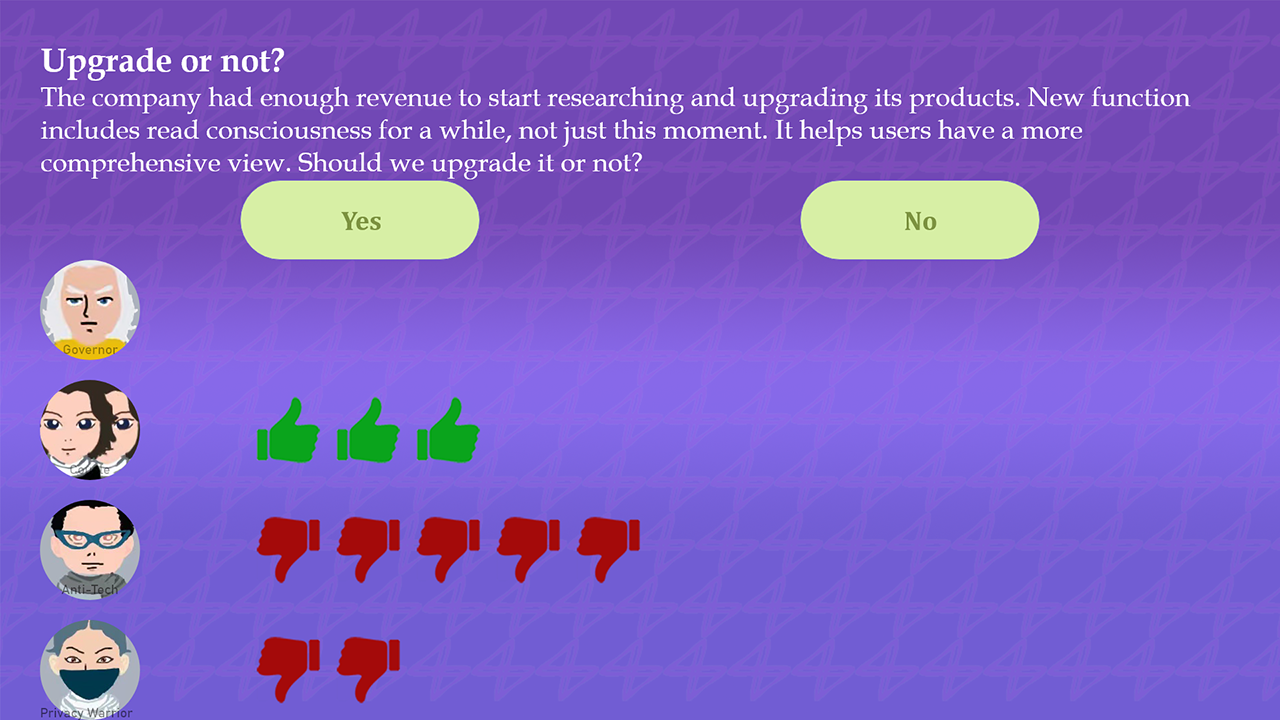 Upgrade or not?
The company had enough revenue to start researching and upgrading its products. New function
includes read consciousness for a while, not just this moment. It helps users have a more
comprehensive view. Should we upgrade it or not?
Yes
No
Governor
Anti-Tech
Privacy Warrior